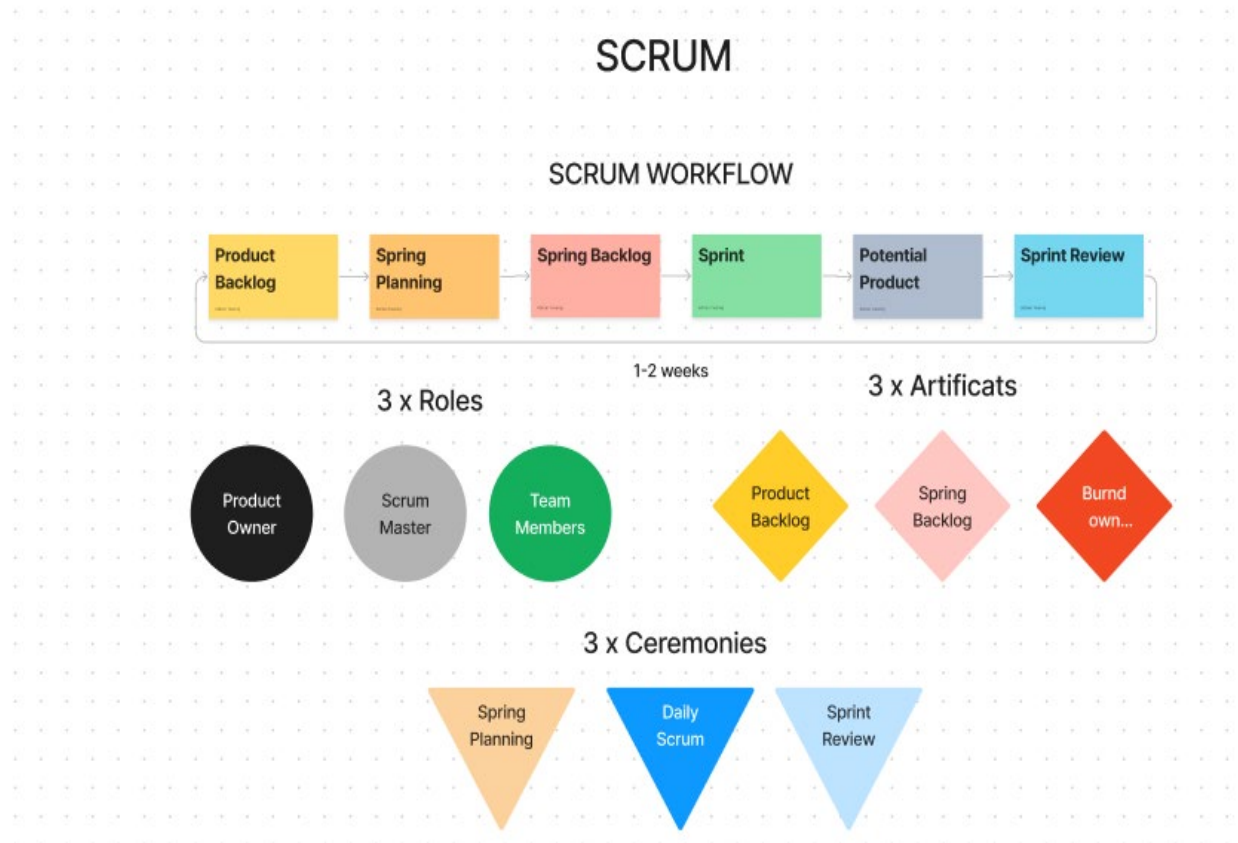 SCRUM
SCRUM WORKFLOW
Product
Backlog
Spring
Planning
Spring Backlog
Sprint
Potential
Product
Sprint Review
1-2 weeks
3 x Roles
3 x Artificats
Product
Owner
Scrum
Master
Team
Members
Product
Backlog
Spring
Backlog
Burnd
own...
3 x Ceremonies
Spring
Planning
Daily
Scrum
Sprint
Review